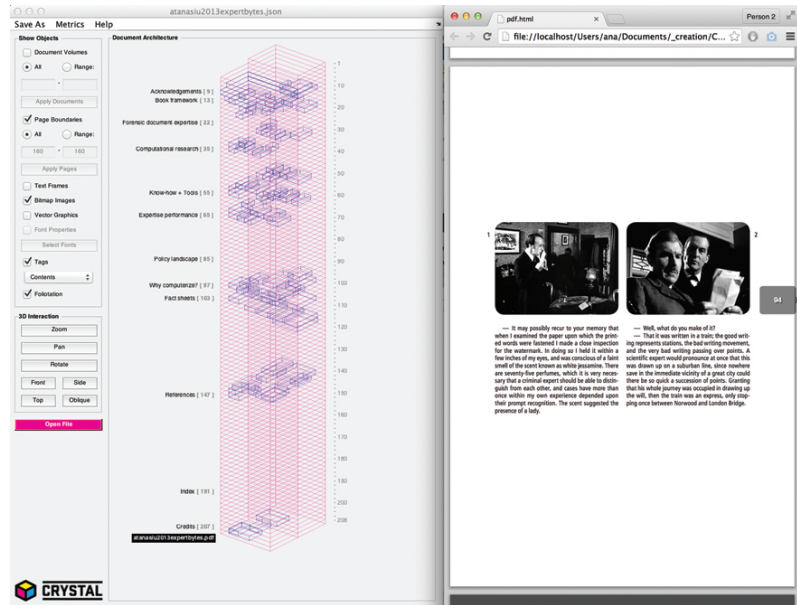 atanasiu2013expertbytes.json
Save As Metrics Help
Show Objects
Document Volumes
All Range:
-
Apply Documents
Page Boundaries
All Range:
160 - 160
Apply Pages
Text Frames
Bitmap Images
Vector Graphics
Font Properties
Select Fonts
Tags
Contents
Foliotation
3D Interaction
Zoom
Pan
Rotate
Front Side
Top Oblique
Open File
CRYSTAL
Document Architecture
Acknowledgements [ 9 ]
Book framework [ 13 ]
Forensic document expertise [ 22 ]
Computational research [ 35 ]
Know-how + Tools [ 55 ]
Expertise performance [ 65 ]
Policy landscape [ 85 ]
Why computerize? [ 97 ]
Fact sheets [ 103 ]
References [ 147 ]
Index [ 191 ]
Credits [ 207 ]
atanasiu2013expertbytes.pdf
1
10
20
30
40
50
60
70
80
90
100
110
120
130
140
150
160
170
180
190
200
208
pdf.html
Person 2
file://localhost/Users/ana/Documents/_creation/C...
1
2
94
— It may possibly recur to your memory that
when I examined the paper upon which the print-
ed words were fastened I made a close inspection
for the watermark. In doing so I held it within a
few inches of my eyes, and was conscious of a faint
smell of the scent known as white jessamine. There
are seventy-five perfumes, which it is very neces-
sary that a criminal expert should be able to distin-
guish from each other, and cases have more than
once within my own experience depended upon
their prompt recognition. The scent suggested the
presence of a lady.
— Well, what do you make of it?
— That it was written in a train; the good writ-
ing represents stations, the bad writing movement,
and the very bad writing passing over points. A
scientific expert would pronounce at once that this
was drawn up on a suburban line, since nowhere
save in the immediate vicinity of a great city could
there be so quick a succession of points. Granting
that his whole journey was occupied in drawing up
the will, then the train was an express, only stop-
ping once between Norwood and London Bridge.